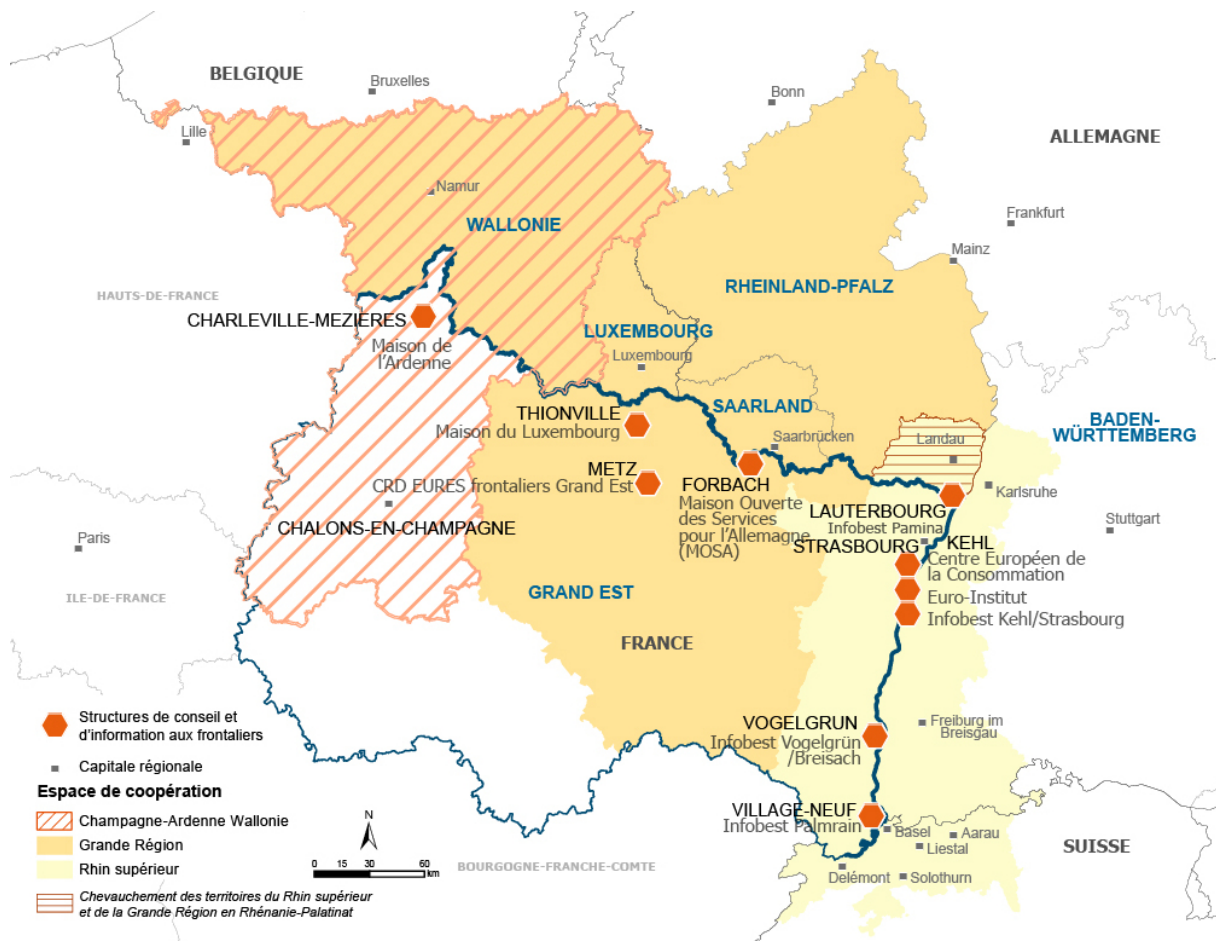 BELGIQUE
Bruxelles
Bonn
ALLEMAGNE
Lille
Namur
WALLONIE
Frankfurt
Mainz
RHEINLAND-PFALZ
HAUTS-DE-FRANCE
CHARLEVILLE-MEZIERES
Maison de
l'Ardenne
LUXEMBOURG
Luxembourg
THIONVILLE
Maison du Luxembourg
SAARLAND
Saarbrücken
BADEN-
WÜRTTEMBERG
Landau
METZ
CRD EURES frontaliers Grand Est
FORBACH
Maison Ouverte
des Services
pour l'Allemagne
(MOSA)
Karlsruhe
LAUTERBOURG
Infobest Pamina
CHALONS-EN-CHAMPAGNE
Stuttgart
Paris
STRASBOURG
KEHL
Centre Européen de
la Consommation
Euro-Institut
Infobest Kehl/Strasbourg
ILE-DE-FRANCE
GRAND EST
FRANCE
VOGELGRUN
Infobest Vogelgrün
/Breisach
Freiburg im
Breisgau
VILLAGE-NEUF
Infobest Palmrain
Basel
Aarau
Liestal
SUISSE
Delémont
Solothurn
BOURGOGNE-FRANCHE-COMTE
Structures de conseil et
d'information aux frontaliers
Capitale régionale
Espace de coopération
Champagne-Ardenne Wallonie
Grande Région
Rhin supérieur
Chevauchement des territoires du Rhin supérieur
et de la Grande Région en Rhénanie-Palatinat
N
0 15 30 60
km